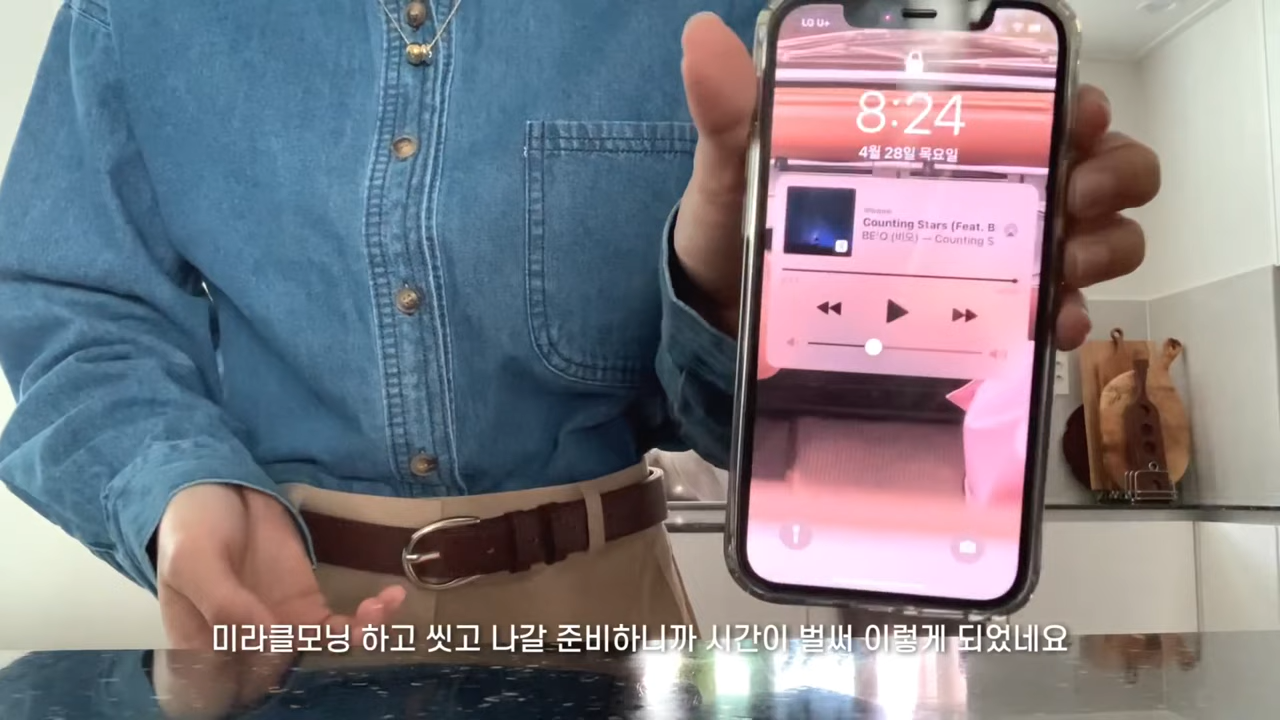 LG U+
8:24
4월 28일 목요일
iPhone
Counting Stars (Feat. B
BE'O (비오) — Counting S
미라클모닝 하고 씻고 나갈 준비하니까 시간이 벌써 이렇게 되었네요